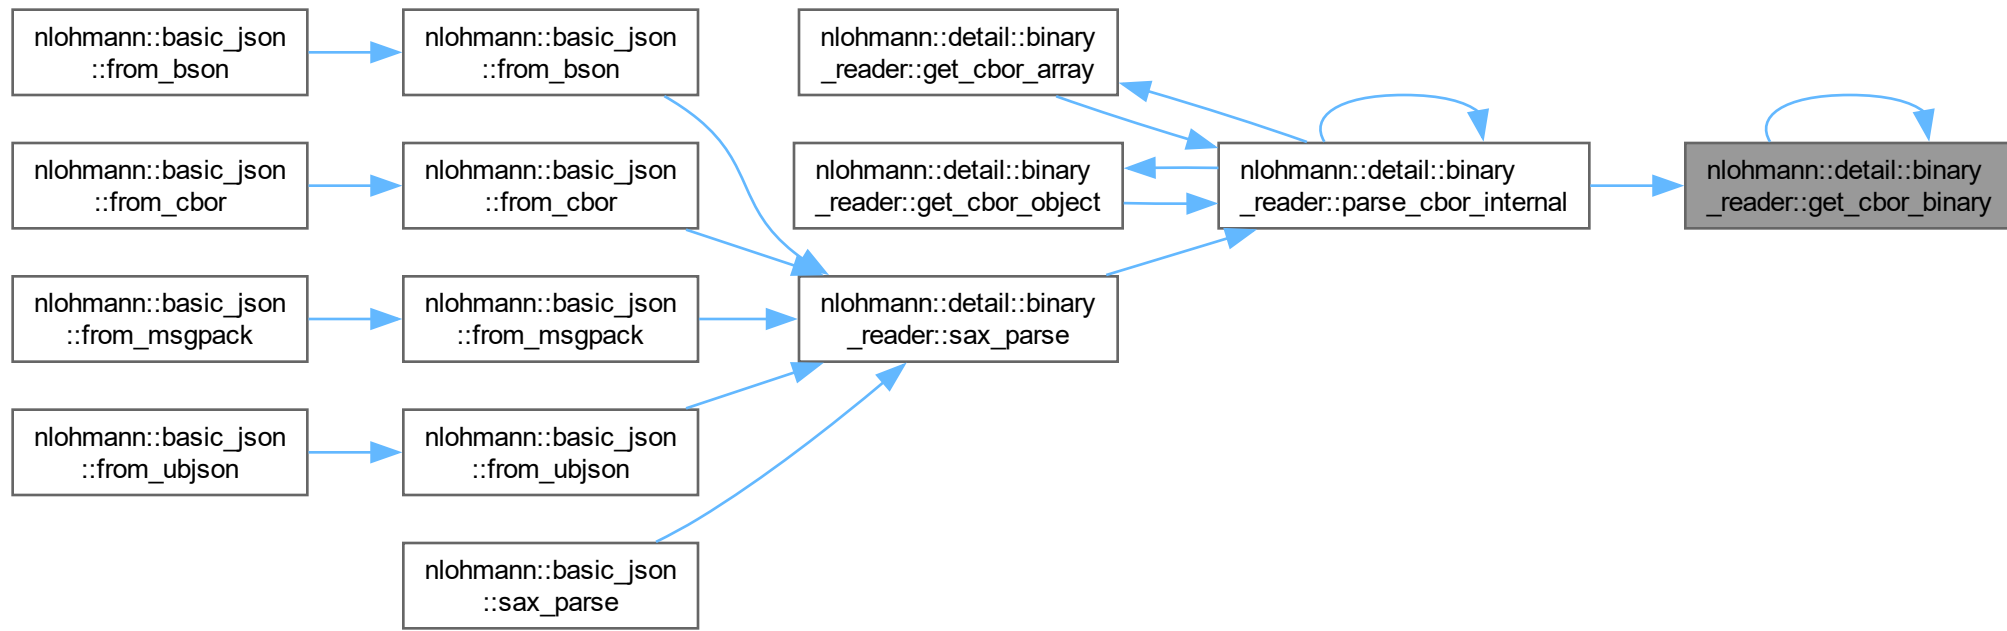 nlohmann::basic_json
::from_bson
nlohmann::basic_json
::from_bson
nlohmann::detail::binary
_reader::get_cbor_array
nlohmann::basic_json
::from_cbor
nlohmann::basic_json
::from_cbor
nlohmann::detail::binary
_reader::get_cbor_object
nlohmann::detail::binary
_reader::parse_cbor_internal
nlohmann::detail::binary
_reader::get_cbor_binary
nlohmann::basic_json
::from_msgpack
nlohmann::basic_json
::from_msgpack
nlohmann::detail::binary
_reader::sax_parse
nlohmann::basic_json
::from_ubjson
nlohmann::basic_json
::from_ubjson
nlohmann::basic_json
::sax_parse